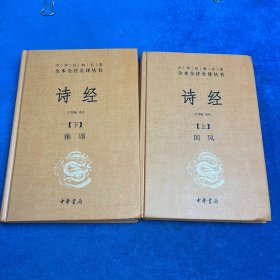 中华经典名著
全本全注全译丛书
诗经
【下】
雅颂
中华书局
中华经典名著
全本全注全译丛书
诗经
【上】
国风
中华书局